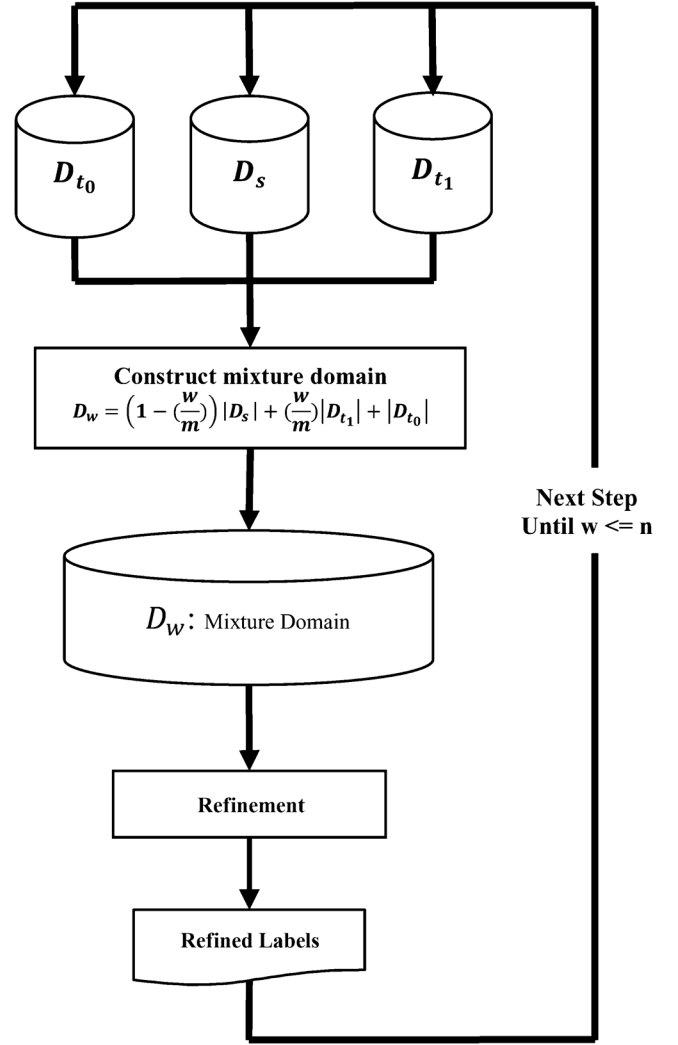 D_{t_0}
D_s
D_{t_1}
Construct mixture domain
D_w = (1 − (w/m)) |D_s| + (w/m)|D_{t_1}| + |D_{t_0}|
Next Step
Until w <= n
D_w: Mixture Domain
Refinement
Refined Labels